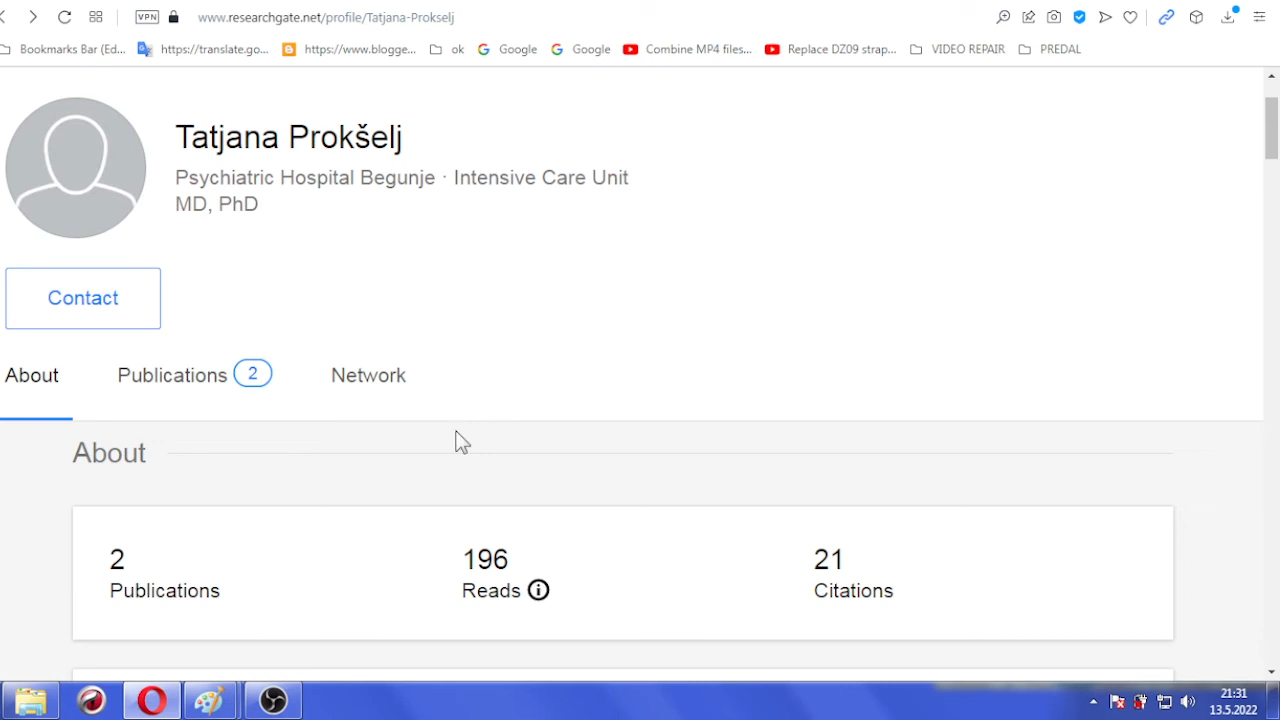 VPN www.researchgate.net/profile/Tatjana-Prokselj
Bookmarks Bar (Ed... https://translate.go... https://www.blogge... ok Google Google Combine MP4 files... Replace DZ09 strap... VIDEO REPAIR PREDAL
Tatjana Prokšelj
Psychiatric Hospital Begunje · Intensive Care Unit
MD, PhD
Contact
About Publications 2 Network
About
2 196 21
Publications Reads Citations
21:31
13.5.2022